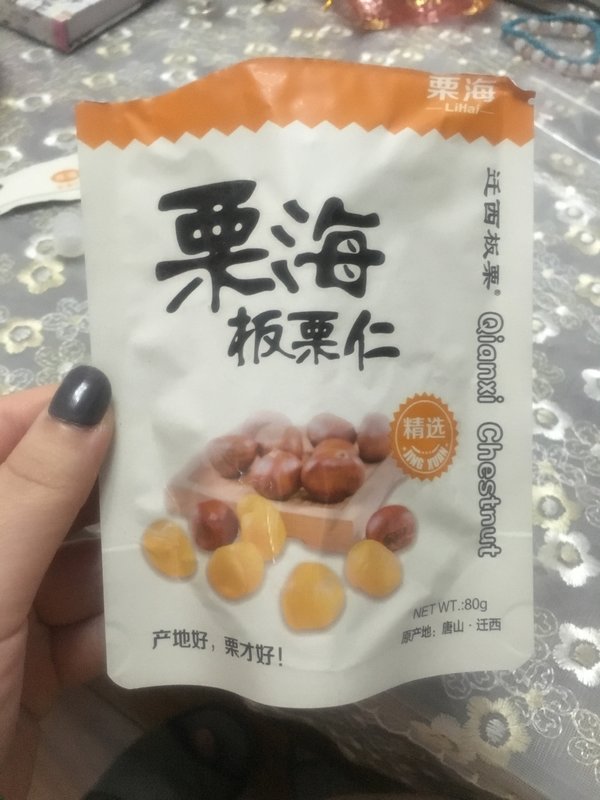 栗海
LiHai
栗海
板栗仁
迁西板栗®
Qianxi Chestnut
精选
JING XUAN
NET WT.:80g
原产地：唐山·迁西
产地好，栗才好！